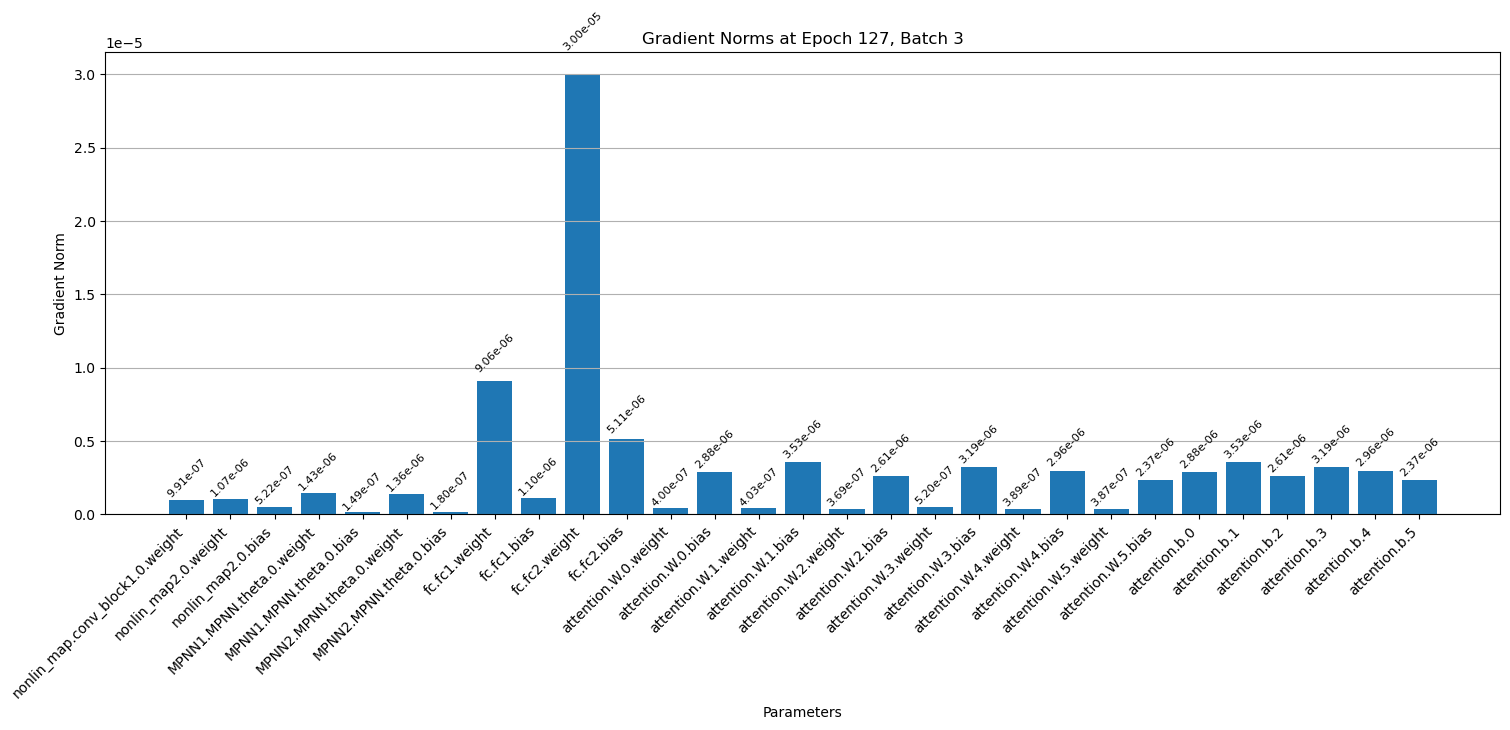 Gradient Norms at Epoch 127, Batch 3
1e−5
Gradient Norm
3.0
2.5
2.0
1.5
1.0
0.5
0.0
9.91e-07
1.07e-06
5.22e-07
1.43e-06
1.49e-07
1.36e-06
1.80e-07
9.06e-06
1.10e-06
3.00e-05
5.11e-06
4.00e-07
2.88e-06
4.03e-07
3.53e-06
3.69e-07
2.61e-06
5.20e-07
3.19e-06
3.89e-07
2.96e-06
3.87e-07
2.37e-06
2.88e-06
3.53e-06
2.61e-06
3.19e-06
2.96e-06
2.37e-06
nonlin_map.conv_block1.0.weight
nonlin_map2.0.weight
nonlin_map2.0.bias
MPNN1.MPNN.theta.0.weight
MPNN1.MPNN.theta.0.bias
MPNN2.MPNN.theta.0.weight
MPNN2.MPNN.theta.0.bias
fc.fc1.weight
fc.fc1.bias
fc.fc2.weight
fc.fc2.bias
attention.W.0.weight
attention.W.0.bias
attention.W.1.weight
attention.W.1.bias
attention.W.2.weight
attention.W.2.bias
attention.W.3.weight
attention.W.3.bias
attention.W.4.weight
attention.W.4.bias
attention.W.5.weight
attention.W.5.bias
attention.b.0
attention.b.1
attention.b.2
attention.b.3
attention.b.4
attention.b.5
Parameters